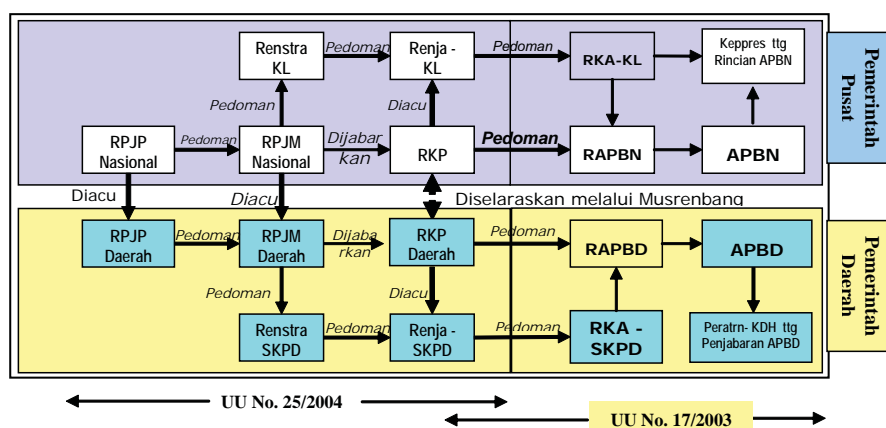 Renstra
KL
Pedoman
Renja -
KL
Pedoman
RKA-KL
Keppres ttg
Rincian APBN
Pemerintah
Pusat
Pedoman
Diacu
RPJP
Nasional
Pedoman
RPJM
Nasional
Dijabar
kan
RKP
Pedoman
RAPBN
APBN
Diacu
Diacu
Diselaraskan melalui Musrenbang
RPJP
Daerah
Pedoman
RPJM
Daerah
Dijaba
rkan
RKP
Daerah
Pedoman
RAPBD
APBD
Pemerintah
Daerah
Pedoman
Diacu
Renstra
SKPD
Pedoman
Renja -
SKPD
Pedoman
RKA -
SKPD
Peratrn- KDH ttg
Penjabaran APBD
UU No. 25/2004
UU No. 17/2003